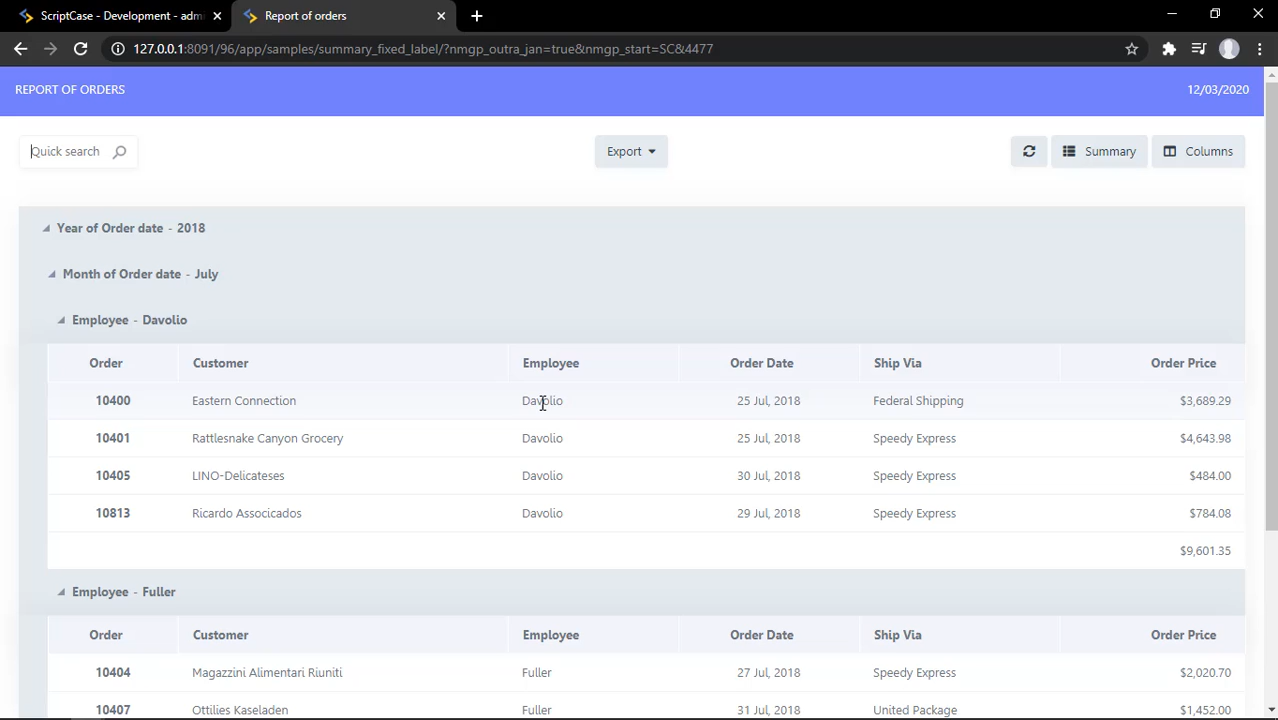 ScriptCase - Development - adm
Report of orders
127.0.0.1:8091/96/app/samples/summary_fixed_label/?nmgp_outra_jan=true&nmgp_start=SC&4477
REPORT OF ORDERS 12/03/2020
Quick search Export Summary Columns
Year of Order date - 2018
Month of Order date - July
Employee - Davolio
Order Customer Employee Order Date Ship Via Order Price
10400 Eastern Connection Davolio 25 Jul, 2018 Federal Shipping $3,689.29
10401 Rattlesnake Canyon Grocery Davolio 25 Jul, 2018 Speedy Express $4,643.98
10405 LINO-Delicateses Davolio 30 Jul, 2018 Speedy Express $484.00
10813 Ricardo Associcados Davolio 29 Jul, 2018 Speedy Express $784.08
$9,601.35
Employee - Fuller
Order Customer Employee Order Date Ship Via Order Price
10404 Magazzini Alimentari Riuniti Fuller 27 Jul, 2018 Speedy Express $2,020.70
10407 Ottilies Kaseladen Fuller 31 Jul, 2018 United Package $1,452.00